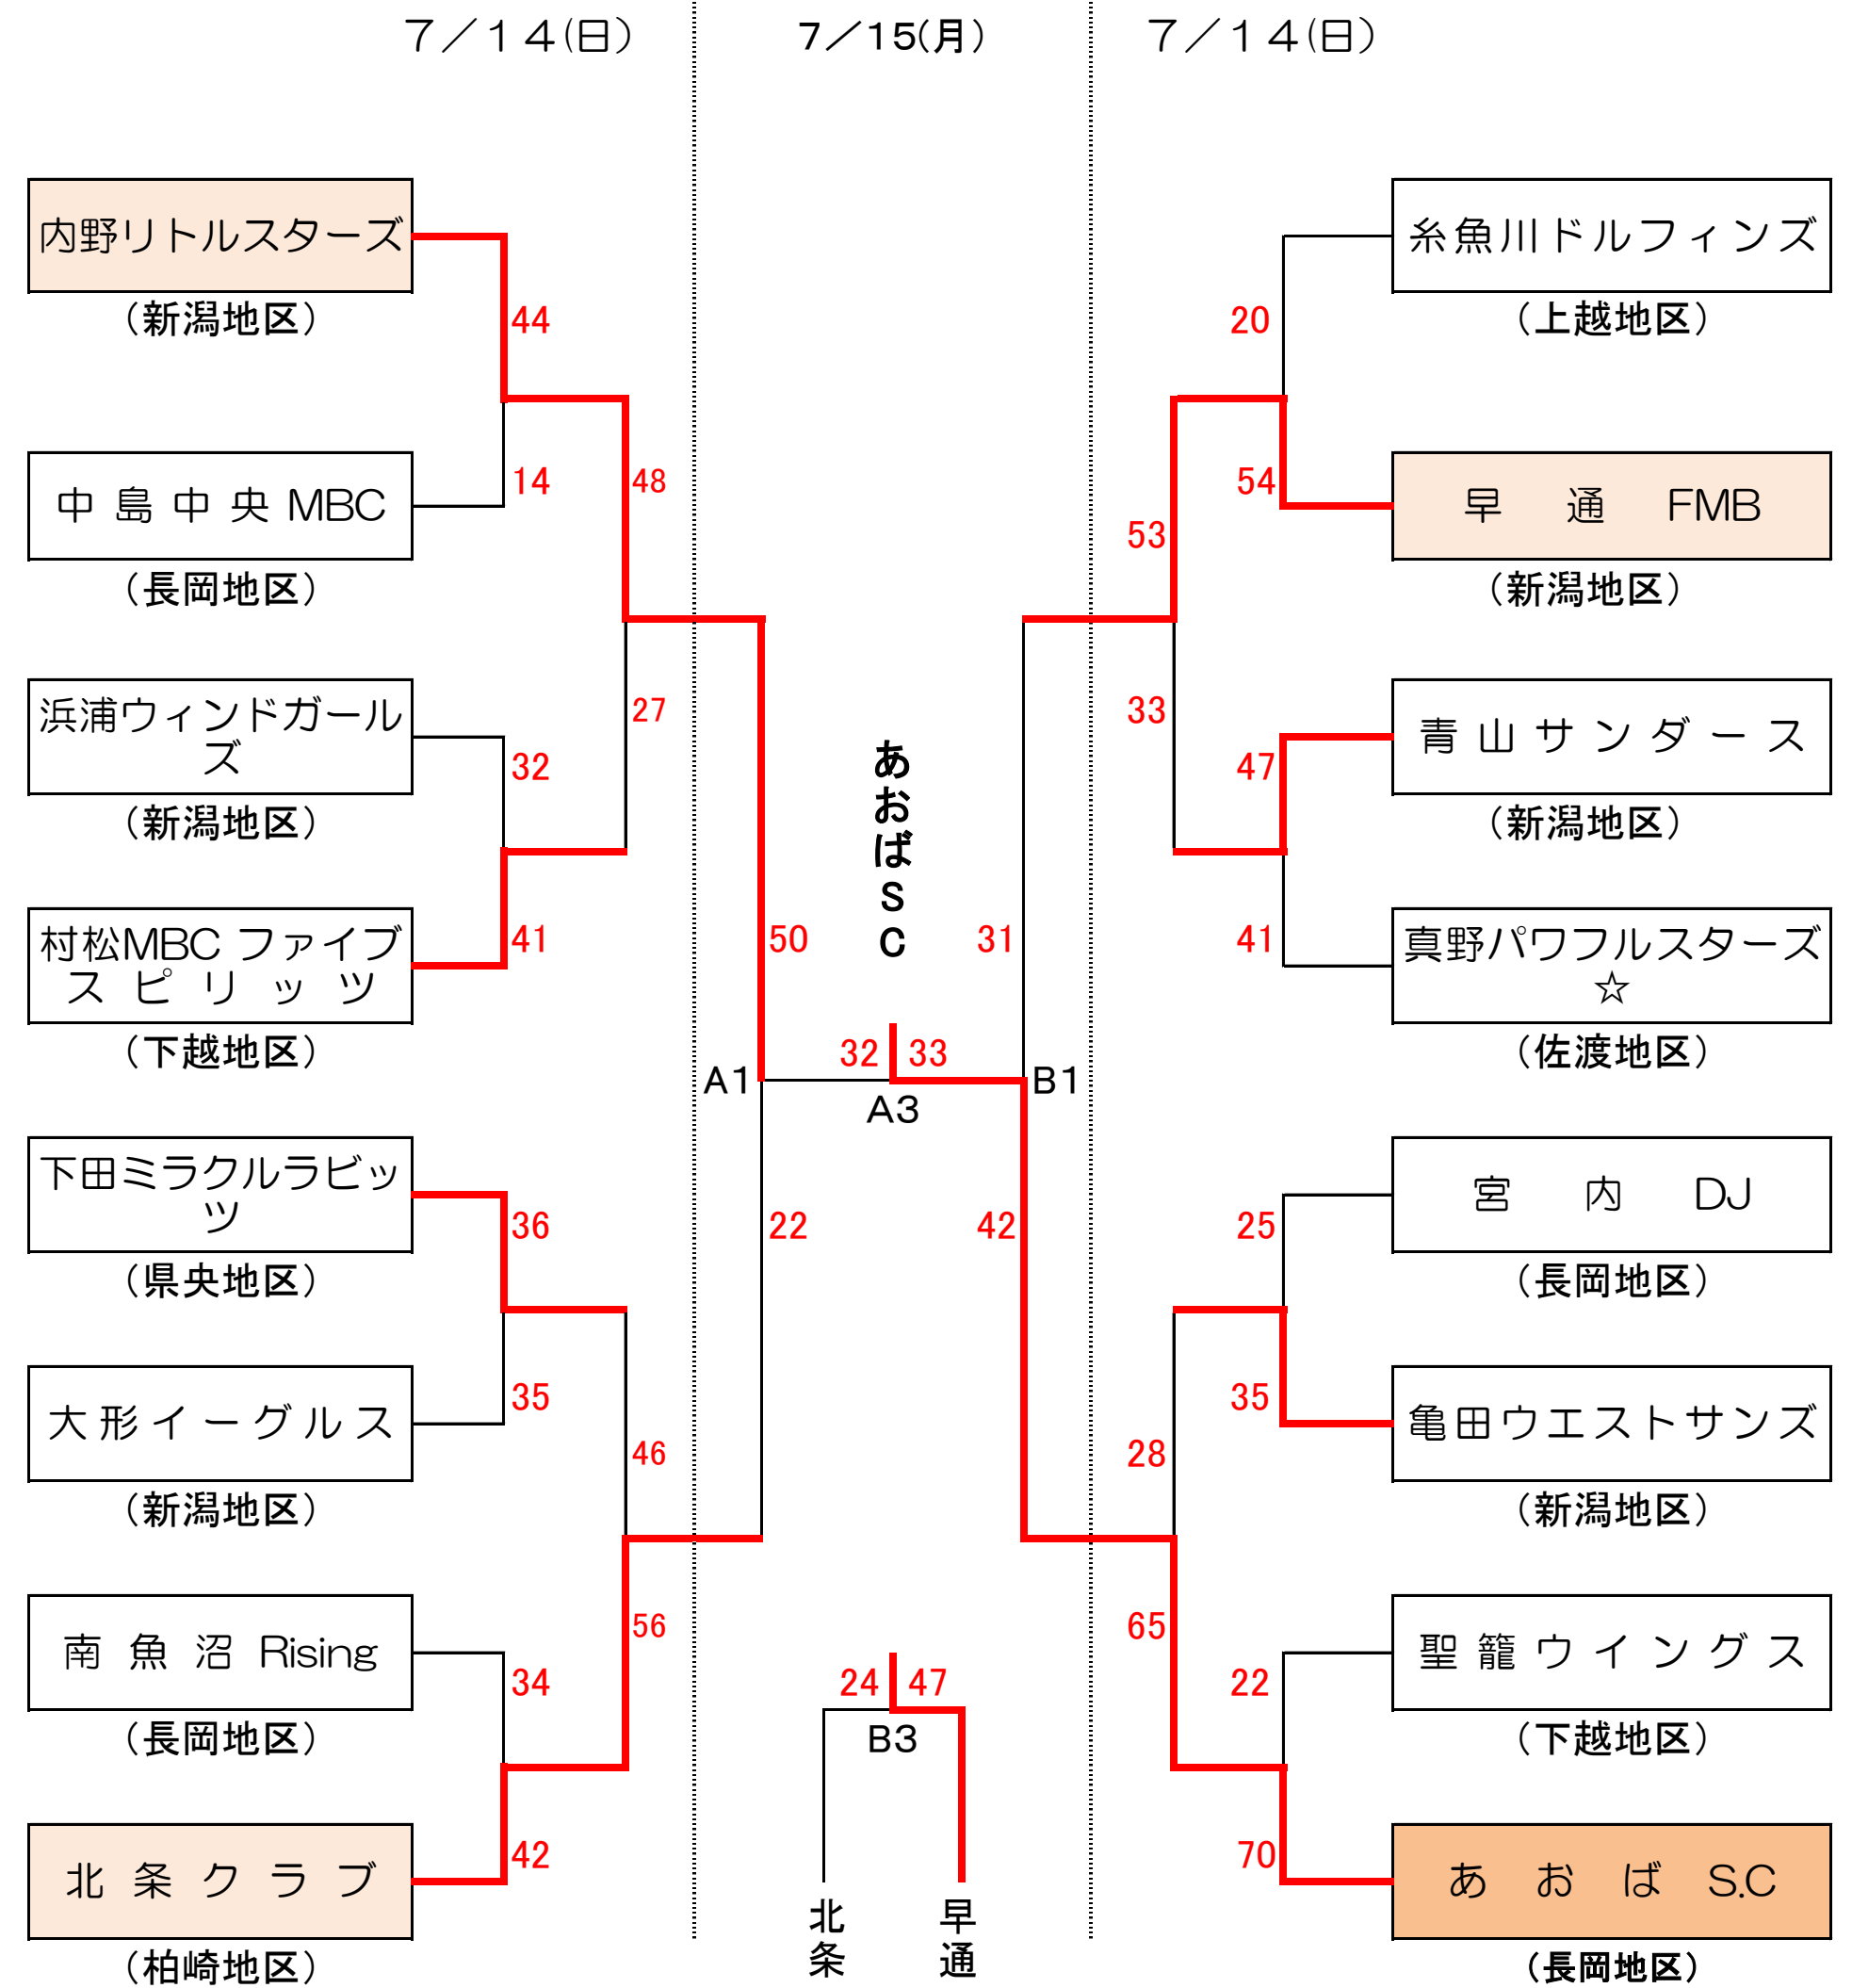 7／14(日)
7／15(月)
7／14(日)
内野リトルスターズ
(新潟地区)
44
中島中央MBC
(長岡地区)
14
48
浜浦ウィンドガール
ズ
(新潟地区)
32
27
村松MBCファイブ
スピリッツ
(下越地区)
41
下田ミラクルラビッ
ツ
(県央地区)
36
大形イーグルス
(新潟地区)
35
46
南魚沼Rising
(長岡地区)
34
56
北条クラブ
(柏崎地区)
42
あおばSC
50
31
32
33
A1
B1
A3
22
42
24
47
B3
北条
早通
糸魚川ドルフィンズ
(上越地区)
20
早通FMB
(新潟地区)
54
53
青山サンダース
(新潟地区)
33
47
真野パワフルスターズ
☆
(佐渡地区)
41
宮内DJ
(長岡地区)
25
亀田ウエストサンズ
(新潟地区)
35
28
聖籠ウイングス
(下越地区)
65
22
あおばS.C
(長岡地区)
70